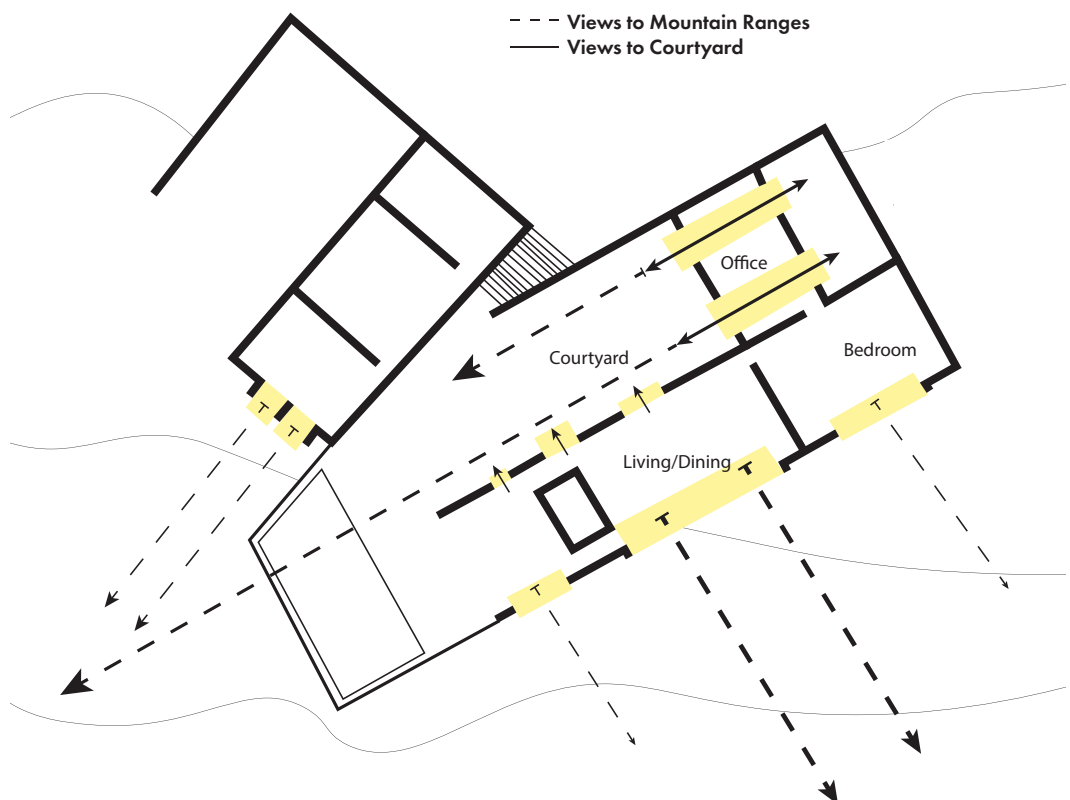 Views to Mountain Ranges
Views to Courtyard
Office
Courtyard
Bedroom
Living/Dining